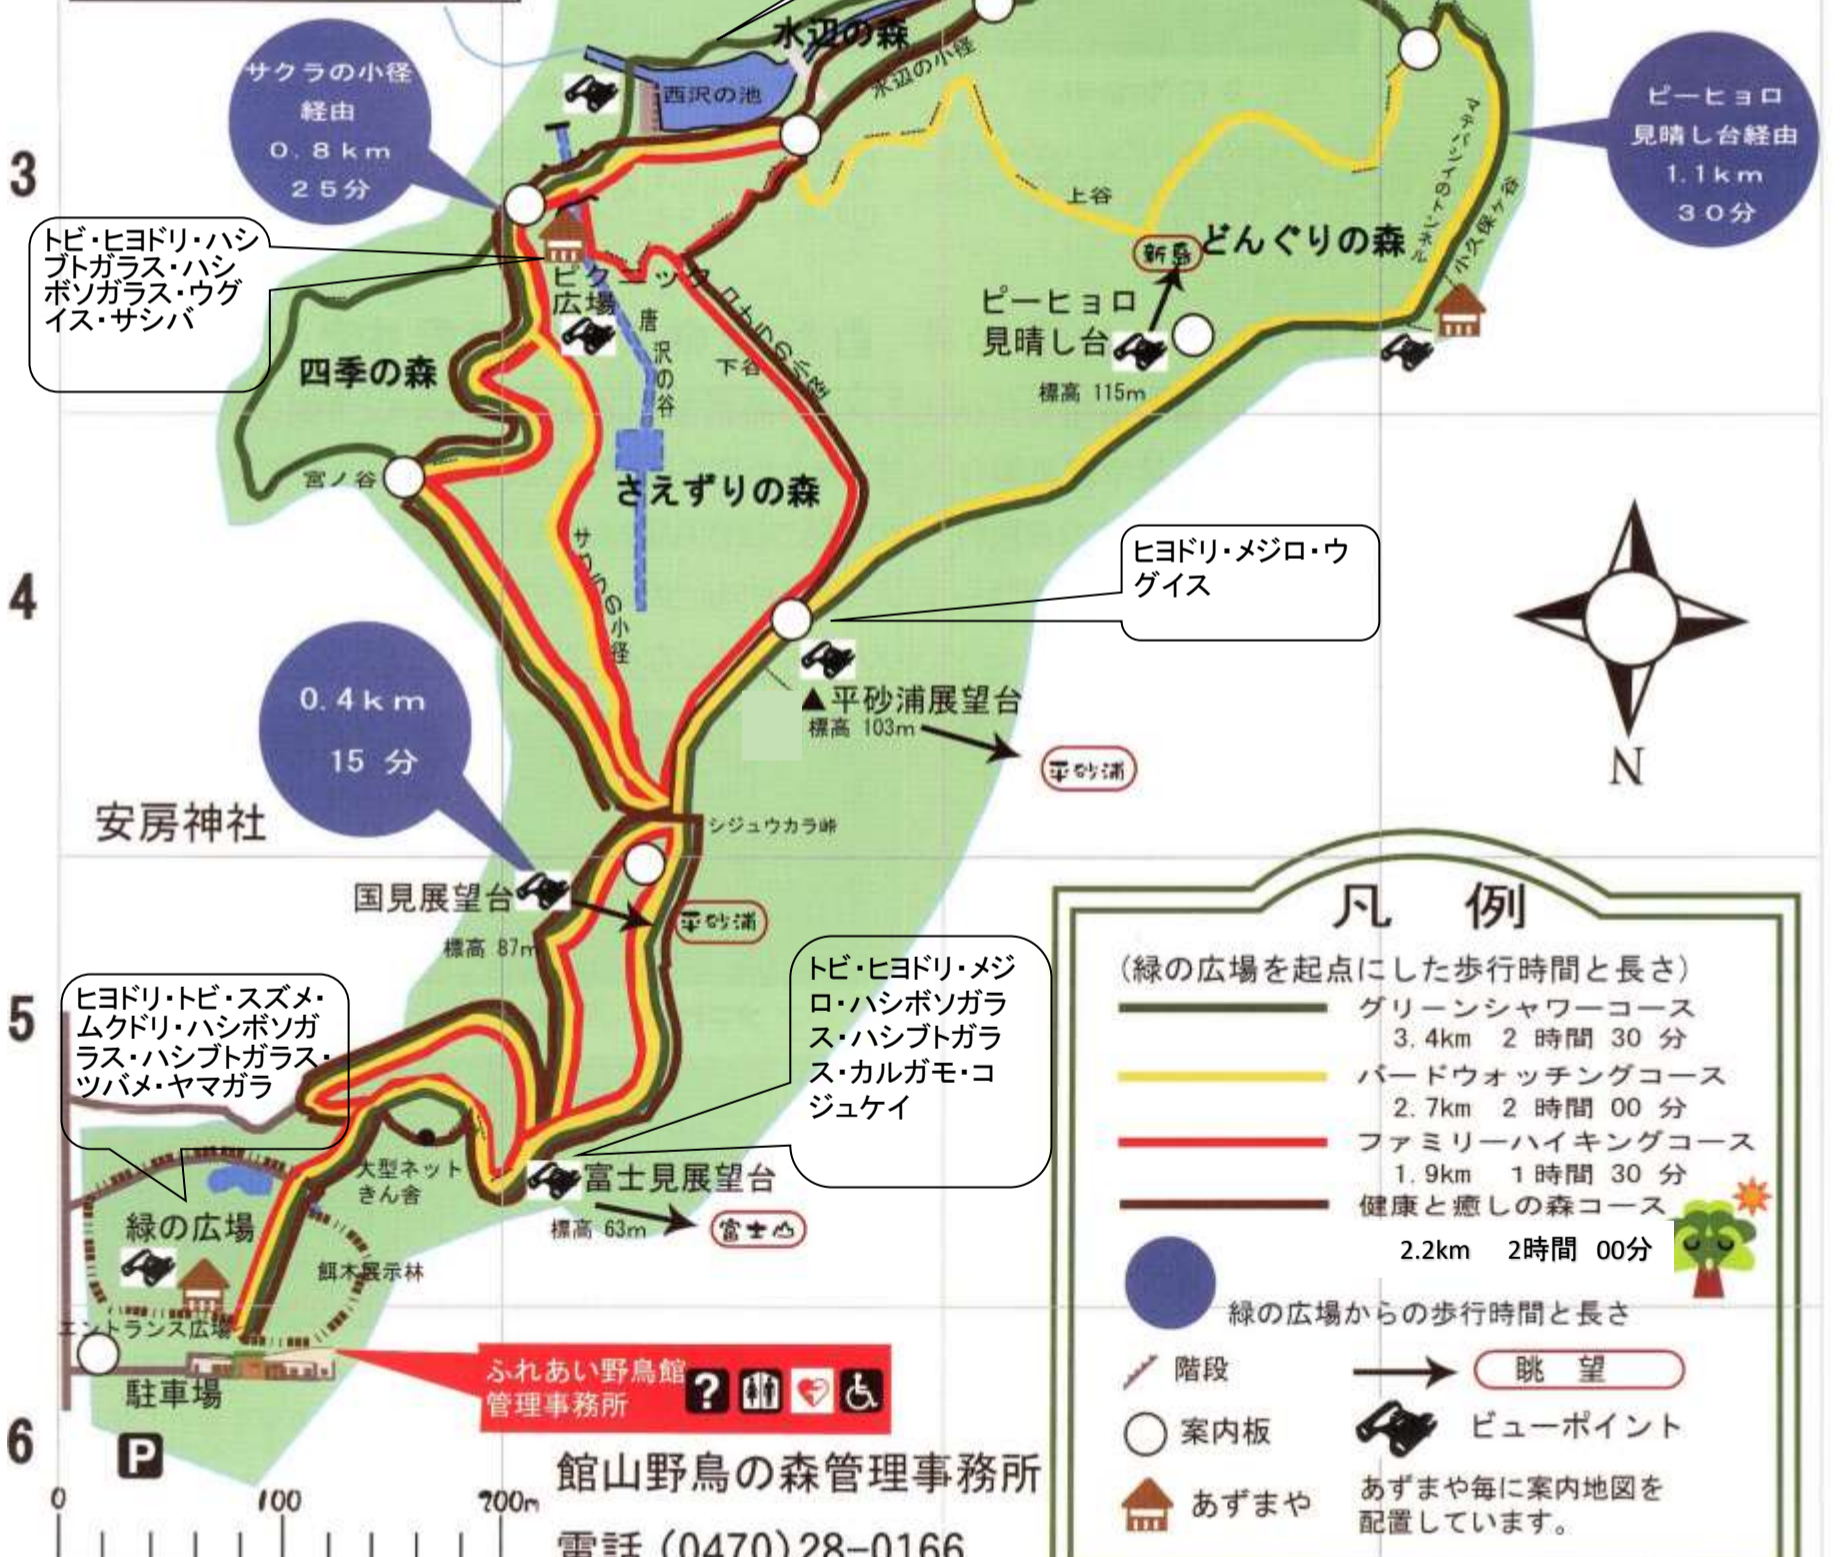 水辺の森
水辺の小径
西沢の池
サクラの小径
経由
0.8km
25分
ピーヒョロ
見晴し台経由
1.1km
30分
マテバシイのトンネル
小久保ヶ谷
3
上谷
新島
どんぐりの森
トビ・ヒヨドリ・ハシ
ブトガラス・ハシ
ボソガラス・ウグ
イス・サシバ
ピクニック
広場
唐沢の谷
下谷
ピーヒョロ
見晴し台
標高 115m
四季の森
宮ノ谷
さえずりの森
サクラの小径
4
ヒヨドリ・メジロ・ウ
グイス
0.4km
15 分
▲平砂浦展望台
標高 103m
平砂浦
N
安房神社
シジュウカラ峠
国見展望台
標高 87m
平砂浦
5
ヒヨドリ・トビ・スズメ・
ムクドリ・ハシボソガ
ラス・ハシブトガラス・
ツバメ・ヤマガラ
トビ・ヒヨドリ・メジ
ロ・ハシボソガラ
ス・ハシブトガラ
ス・カルガモ・コ
ジュケイ
大型ネット
きん舎
富士見展望台
標高 63m
富士山
緑の広場
餌木展示林
エントランス広場
駐車場
P
ふれあい野鳥館
管理事務所
?
6
館山野鳥の森管理事務所
電話 (0470)28-0166
0 100 200m
凡 例
(緑の広場を起点にした歩行時間と長さ)
グリーンシャワーコース
3.4km 2 時間 30 分
バードウォッチングコース
2.7km 2 時間 00 分
ファミリーハイキングコース
1.9km 1 時間 30 分
健康と癒しの森コース
2.2km 2時間 00分
緑の広場からの歩行時間と長さ
階段
眺 望
案内板
ビューポイント
あずまや
あずまや毎に案内地図を
配置しています。